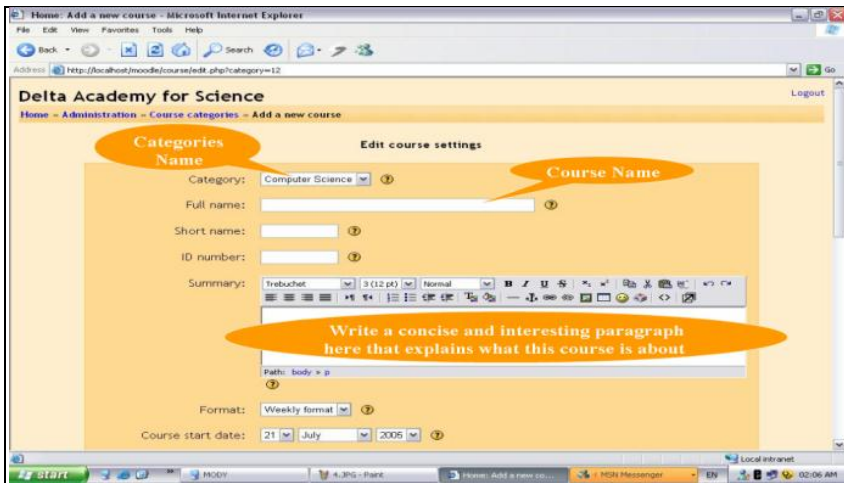 Home: Add a new course - Microsoft Internet Explorer
File Edit View Favorites Tools Help
Back Search
Address http://localhost/moodle/course/edit.php?category=12 Go
Delta Academy for Science Logout
Home » Administration » Course categories » Add a new course
Categories
Name
Edit course settings
Category: Computer Science
Course Name
Full name:
Short name:
ID number:
Summary:
Trebuchet 3 (12 pt) Normal B I U S
Write a concise and interesting paragraph
here that explains what this course is about
Path: body » p
Format: Weekly format
Course start date: 21 July 2005
Local intranet
start MODY 4.JPG - Paint Home: Add a new co... MSN Messenger EN 02:06 AM